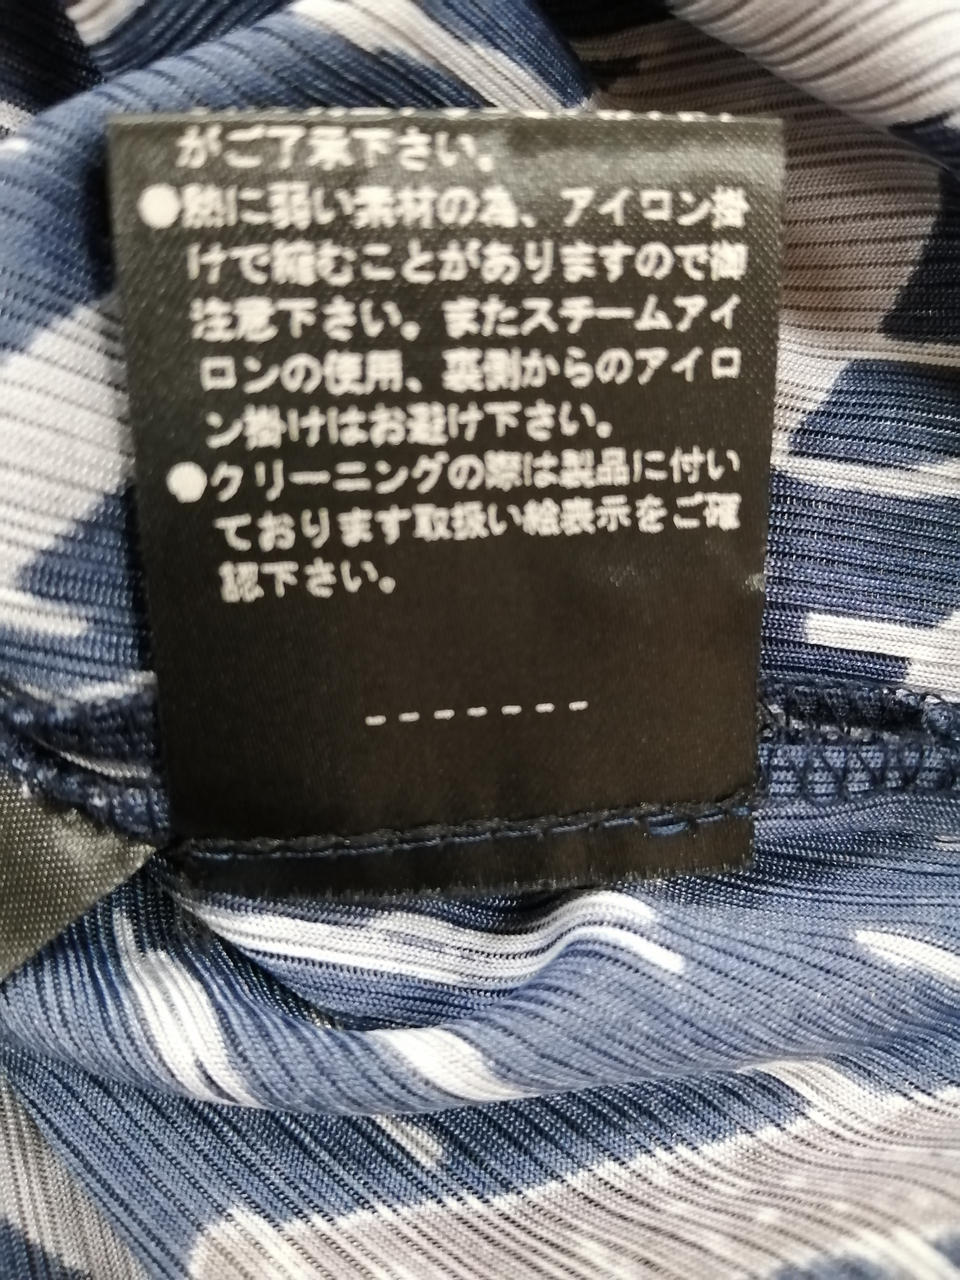 がご了承下さい。
●熱に弱い素材の為、アイロン掛
けで縮むことがありますので御
注意下さい。またスチームアイ
ロンの使用、裏側からのアイロ
ン掛けはお避け下さい。
●クリーニングの際は製品に付い
ております取扱い絵表示をご確
認下さい。
-------